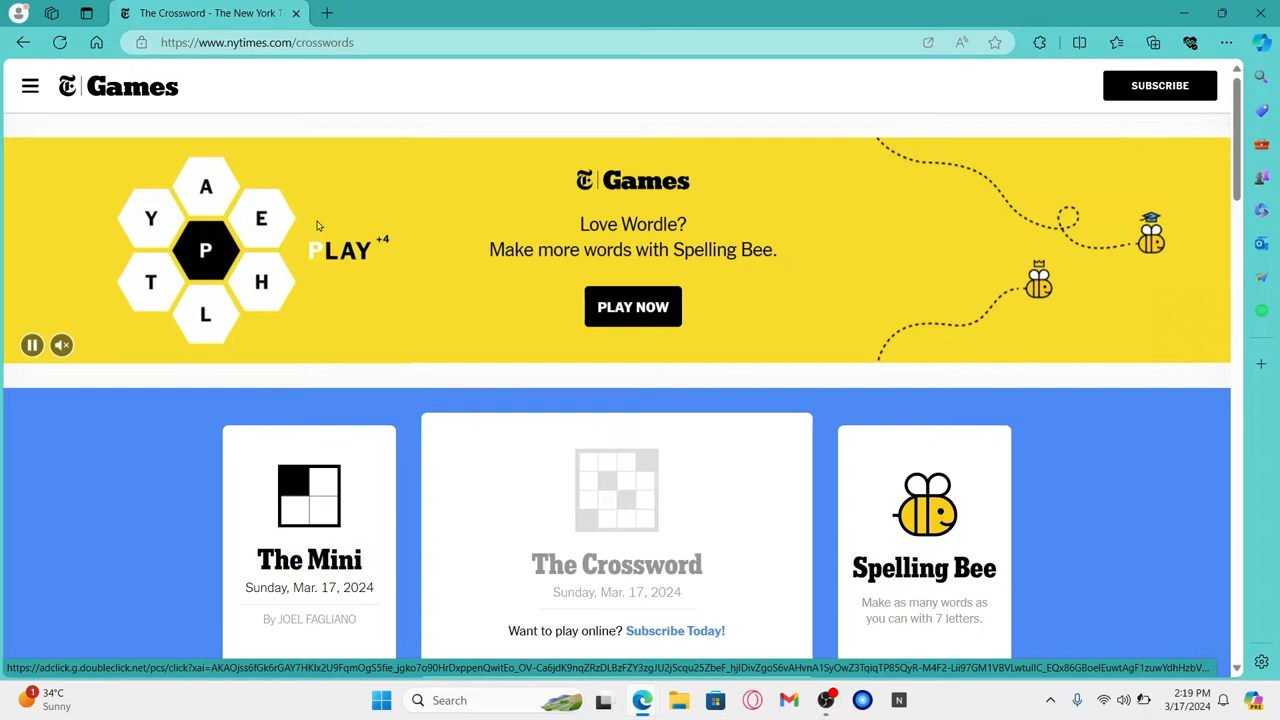 The Crossword - The New York T
https://www.nytimes.com/crosswords
T Games
SUBSCRIBE
A
Y
E
P
PLAY +4
T
H
L
T Games
Love Wordle?
Make more words with Spelling Bee.
PLAY NOW
The Mini
Sunday, Mar. 17, 2024
By JOEL FAGLIANO
The Crossword
Sunday, Mar. 17, 2024
Want to play online? Subscribe Today!
Spelling Bee
Make as many words as
you can with 7 letters.
1
34°C
Sunny
Search
2:19 PM
3/17/2024
PRE